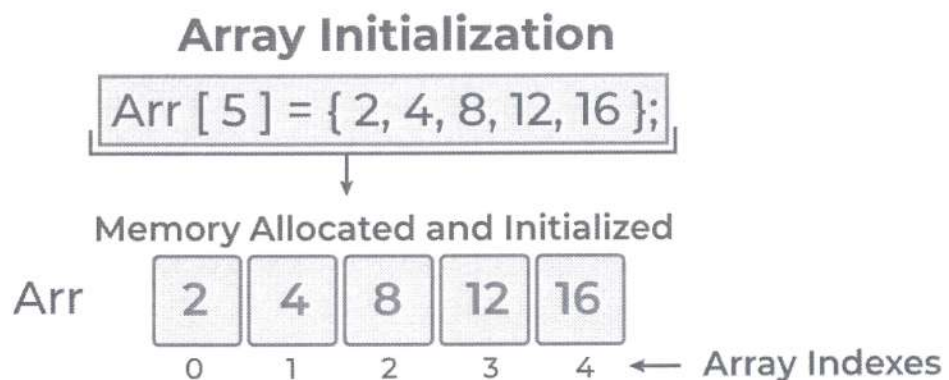 Array Initialization
Arr [ 5 ] = { 2, 4, 8, 12, 16 };
Memory Allocated and Initialized
Arr 2 4 8 12 16
0 1 2 3 4 Array Indexes